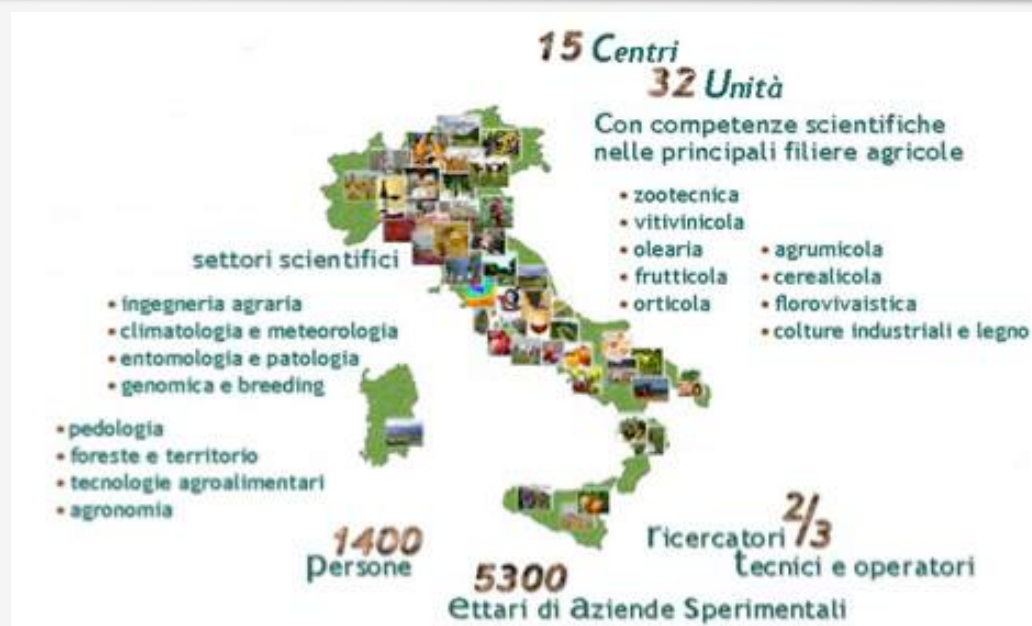 15 Centri
32 Unità
Con competenze scientifiche
nelle principali filiere agricole
• zootecnica
• vitivinicola
• olearia
• frutticola
• orticola
• agrumicola
• cerealicola
• florovivaistica
• colture industriali e legno
settori scientifici
• ingegneria agraria
• climatologia e meteorologia
• entomologia e patologia
• genomica e breeding
• pedologia
• foreste e territorio
• tecnologie agroalimentari
• agronomia
1400
persone
5300
ettari di aziende Sperimentali
ricercatori 2/3
tecnici e operatori